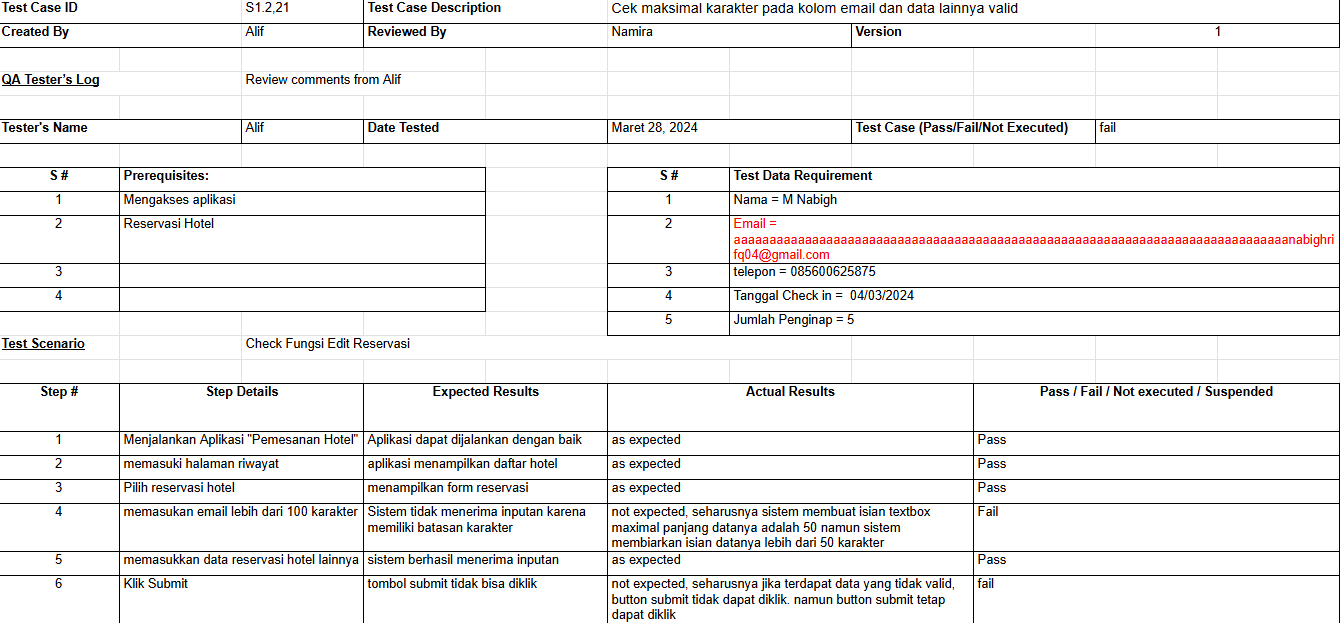 Test Case ID S1.2,21 Test Case Description Cek maksimal karakter pada kolom email dan data lainnya valid
Created By Alif Reviewed By Namira Version 1
QA Tester's Log Review comments from Alif
Tester's Name Alif Date Tested Maret 28, 2024 Test Case (Pass/Fail/Not Executed) fail
S # Prerequisites: S # Test Data Requirement
1 Mengakses aplikasi 1 Nama = M Nabigh
2 Reservasi Hotel 2 Email =
aaaaaaaaaaaaaaaaaaaaaaaaaaaaaaaaaaaaaaaaaaaaaaaaaaaaaaaaaaaaaaaaaaaaaaaaaaaaaaanabighri
fq04@gmail.com
3 3 telepon = 085600625875
4 4 Tanggal Check in = 04/03/2024
5 Jumlah Penginap = 5
Test Scenario Check Fungsi Edit Reservasi
Step # Step Details Expected Results Actual Results Pass / Fail / Not executed / Suspended
1 Menjalankan Aplikasi "Pemesanan Hotel" Aplikasi dapat dijalankan dengan baik as expected Pass
2 memasuki halaman riwayat aplikasi menampilkan daftar hotel as expected Pass
3 Pilih reservasi hotel menampilkan form reservasi as expected Pass
4 memasukan email lebih dari 100 karakter Sistem tidak menerima inputan karena not expected, seharusnya sistem membuat isian textbox Fail
memiliki batasan karakter maximal panjang datanya adalah 50 namun sistem
membiarkan isian datanya lebih dari 50 karakter
5 memasukkan data reservasi hotel lainnya sistem berhasil menerima inputan as expected Pass
6 Klik Submit tombol submit tidak bisa diklik not expected, seharusnya jika terdapat data yang tidak valid, fail
button submit tidak dapat diklik. namun button submit tetap
dapat diklik